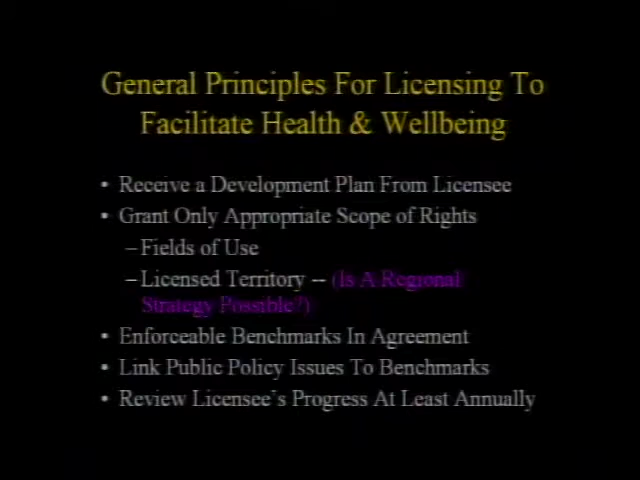 General Principles For Licensing To
Facilitate Health & Wellbeing
• Receive a Development Plan From Licensee
• Grant Only Appropriate Scope of Rights
–Fields of Use
–Licensed Territory -- (Is A Regional
Strategy Possible?)
• Enforceable Benchmarks In Agreement
• Link Public Policy Issues To Benchmarks
• Review Licensee's Progress At Least Annually